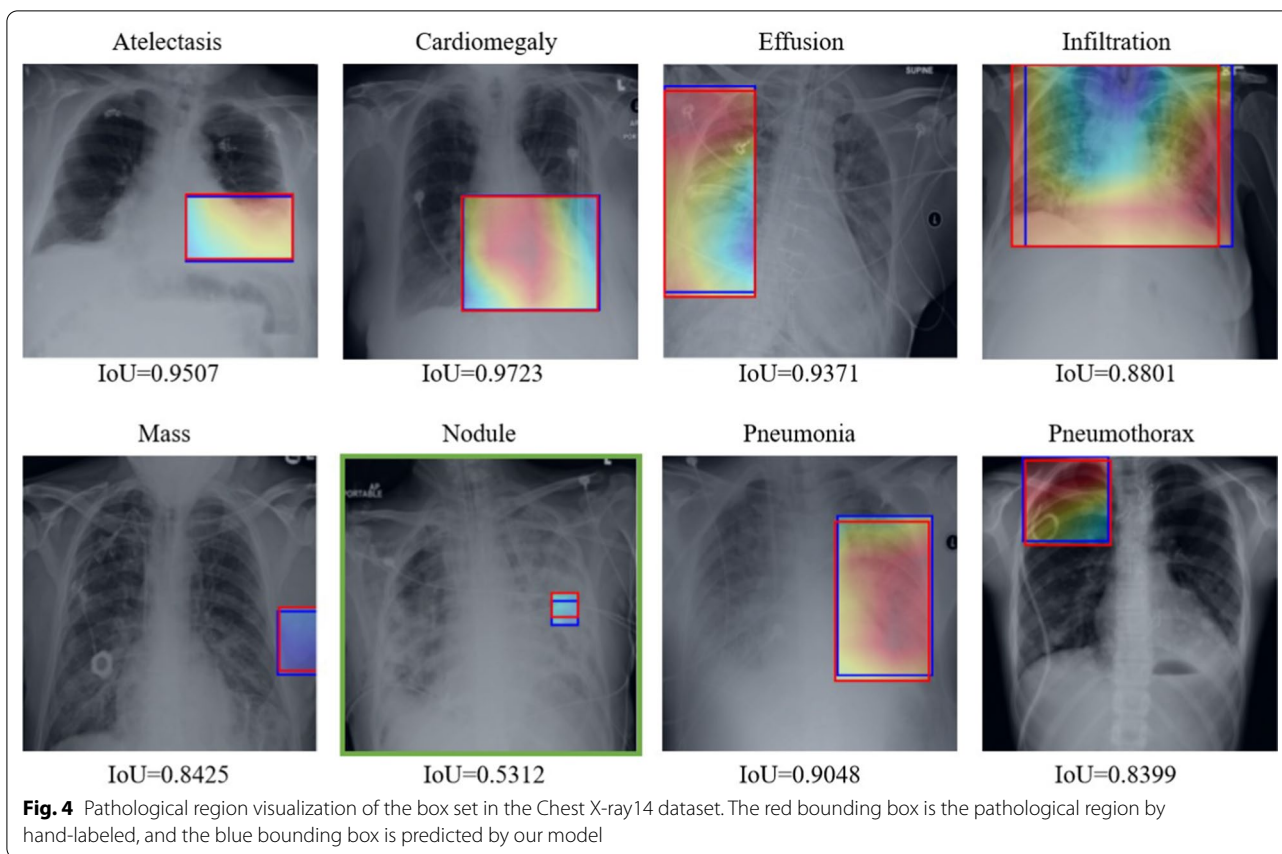 Atelectasis Cardiomegaly Effusion Infiltration
L
SUPINE
IoU=0.9507 IoU=0.9723 IoU=0.9371 IoU=0.8801
Mass Nodule Pneumonia Pneumothorax
L
AP
PORTABLE
IoU=0.8425 IoU=0.5312 IoU=0.9048 IoU=0.8399
Fig. 4 Pathological region visualization of the box set in the Chest X-ray14 dataset. The red bounding box is the pathological region by
hand-labeled, and the blue bounding box is predicted by our model